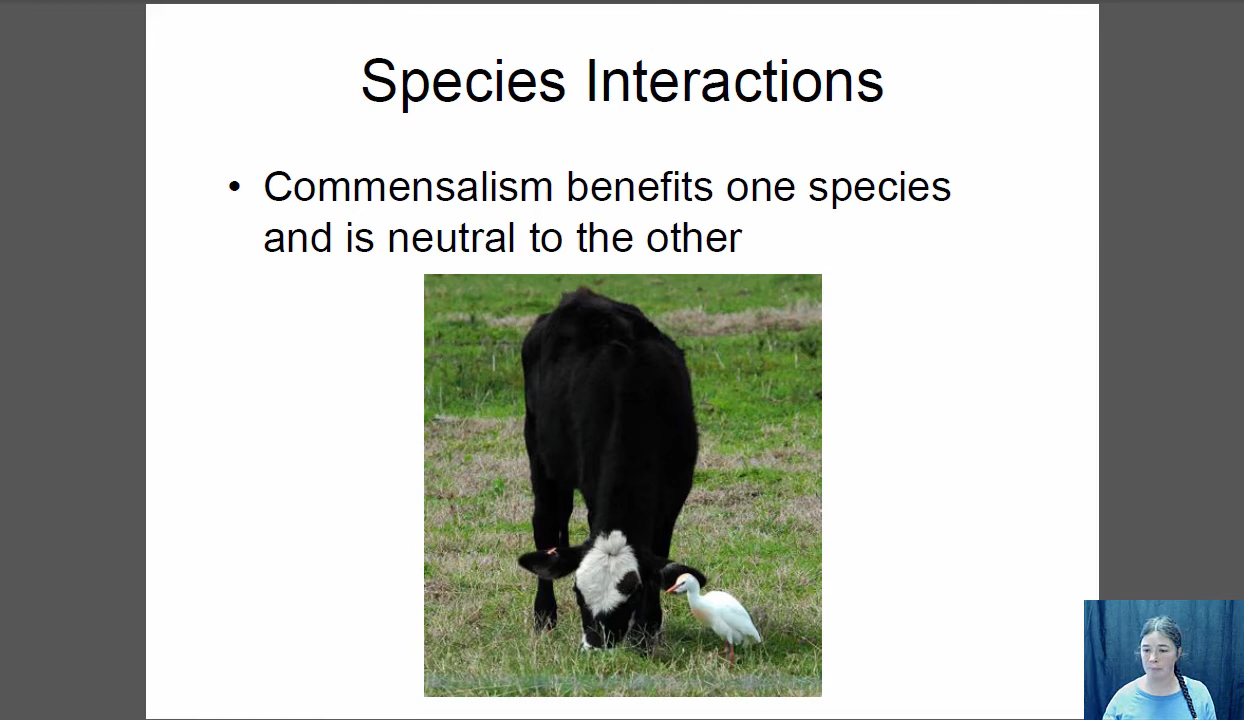 Species Interactions
• Commensalism benefits one species
and is neutral to the other